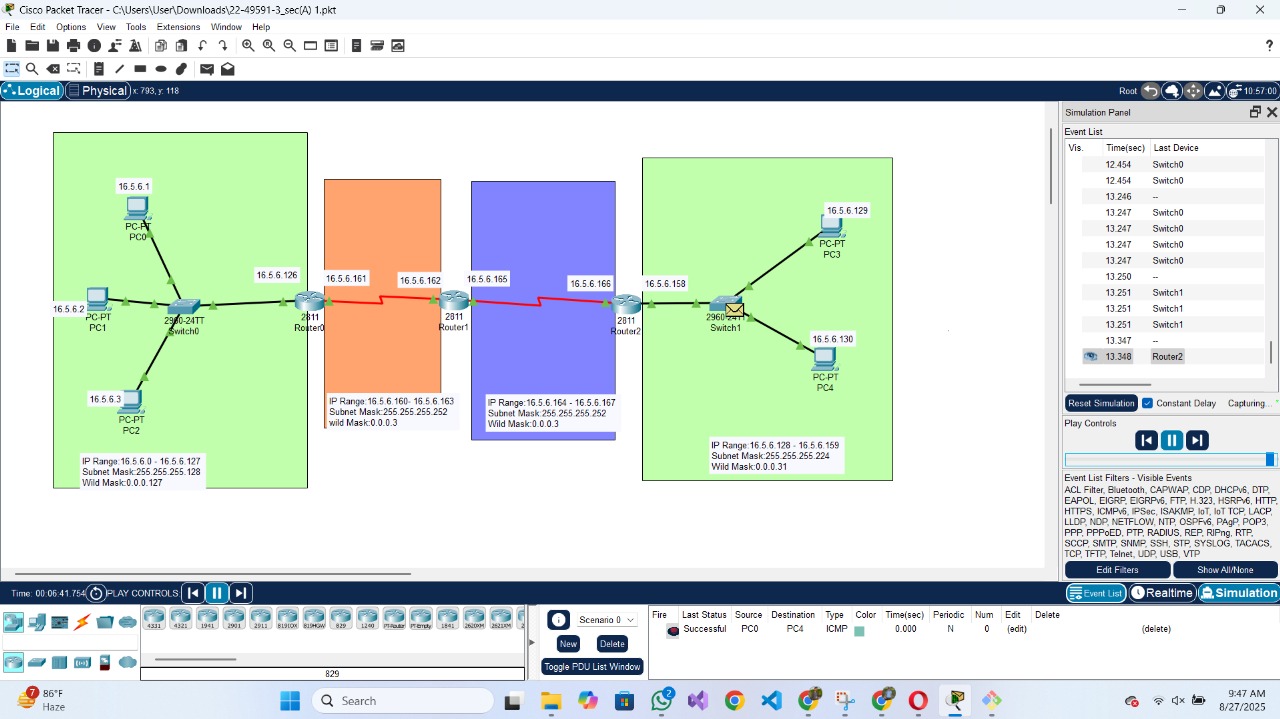 Cisco Packet Tracer - C:\Users\User\Downloads\22-49591-3_sec(A) 1.pkt
File Edit Options View Tools Extensions Window Help
?
Logical Physical x: 793, y: 118
Root 10:57:00
16.5.6.1
PC-PT
PC0
16.5.6.2
PC-PT
PC1
2960-24TT
Switch0
16.5.6.3
PC-PT
PC2
16.5.6.126
2811
Router0
IP Range:16.5.6.0 - 16.5.6.127
Subnet Mask:255.255.255.128
Wild Mask:0.0.0.127
16.5.6.161
16.5.6.162
2811
Router1
IP Range:16.5.6.160- 16.5.6.163
Subnet Mask:255.255.255.252
wild Mask:0.0.0.3
16.5.6.165
16.5.6.166
2811
Router2
IP Range:16.5.6.164 - 16.5.6.167
Subnet Mask:255.255.255.252
Wild Mask:0.0.0.3
16.5.6.158
2960-24TT
Switch1
16.5.6.129
PC-PT
PC3
16.5.6.130
PC-PT
PC4
IP Range:16.5.6.128 - 16.5.6.159
Subnet Mask:255.255.255.224
Wild Mask:0.0.0.31
Simulation Panel
Event List
Vis. Time(sec) Last Device
12.454 Switch0
12.454 Switch0
13.246 --
13.247 Switch0
13.247 Switch0
13.247 Switch0
13.247 Switch0
13.250 --
13.251 Switch1
13.251 Switch1
13.251 Switch1
13.347 --
13.348 Router2
Reset Simulation Constant Delay Capturing...
Play Controls
Event List Filters - Visible Events
ACL Filter, Bluetooth, CAPWAP, CDP, DHCPv6, DTP,
EAPOL, EIGRP, EIGRPv6, FTP, H.323, HSRPv6, HTTP,
HTTPS, ICMPv6, IPSec, ISAKMP, IoT, IoT TCP, LACP,
LLDP, NDP, NETFLOW, NTP, OSPFv6, PAgP, POP3,
PPP, PPPoED, PTP, RADIUS, REP, RIPng, RTP,
SCCP, SMTP, SNMP, SSH, STP, SYSLOG, TACACS,
TCP, TFTP, Telnet, UDP, USB, VTP
Edit Filters Show All/None
Time: 00:06:41.754 PLAY CONTROLS:
Event List Realtime Simulation
4331 4321 1941 2901 2911 819IOX 819HGW 829 1240 PT-Router PT-Empty 1841 2620XM 2621XM
829
Scenario 0
New Delete
Toggle PDU List Window
Fire Last Status Source Destination Type Color Time(sec) Periodic Num Edit Delete
Successful PC0 PC4 ICMP 0.000 N 0 (edit) (delete)
7
86°F
Haze
Search
2
9:47 AM
8/27/2025